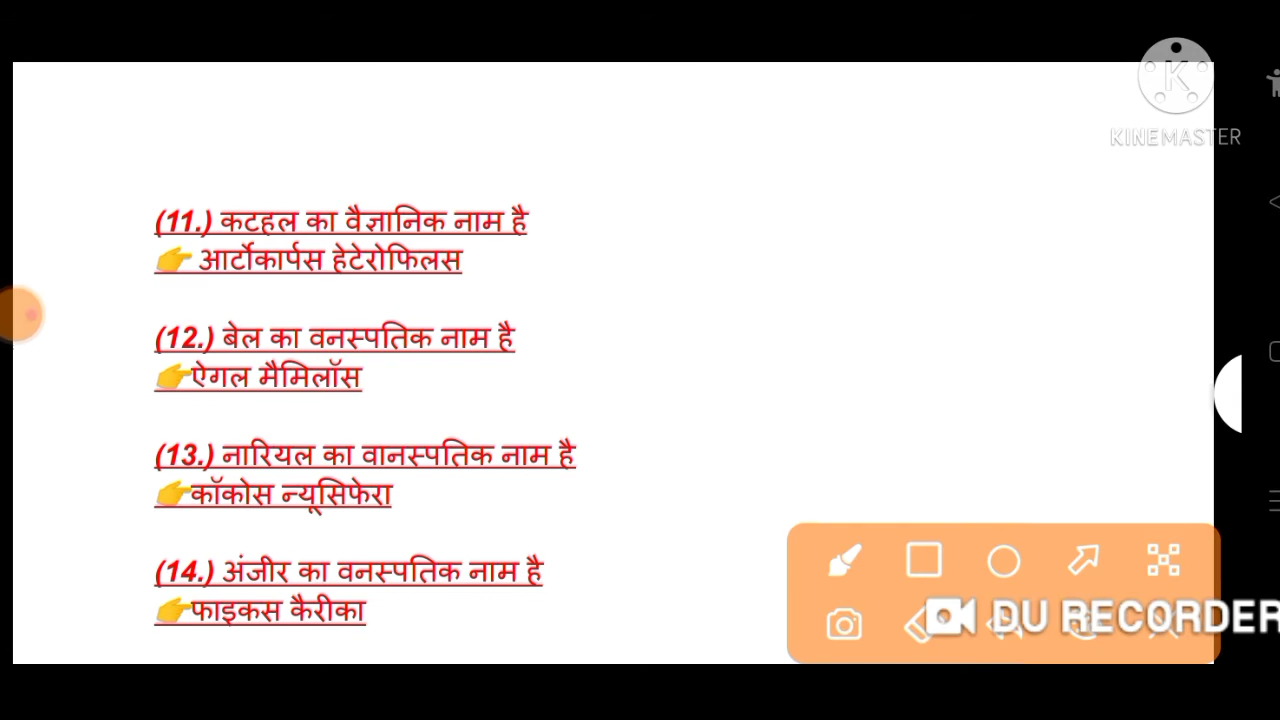 KINEMASTER
(11.) कटहल का वैज्ञानिक नाम है
👉 आर्टोकार्पस हेटेरोफिलस
(12.) बेल का वनस्पतिक नाम है
👉ऐगल मैमिलॉस
(13.) नारियल का वानस्पतिक नाम है
👉कॉकोस न्यूसिफेरा
(14.) अंजीर का वनस्पतिक नाम है
👉फाइकस कैरीका
DU RECORDER